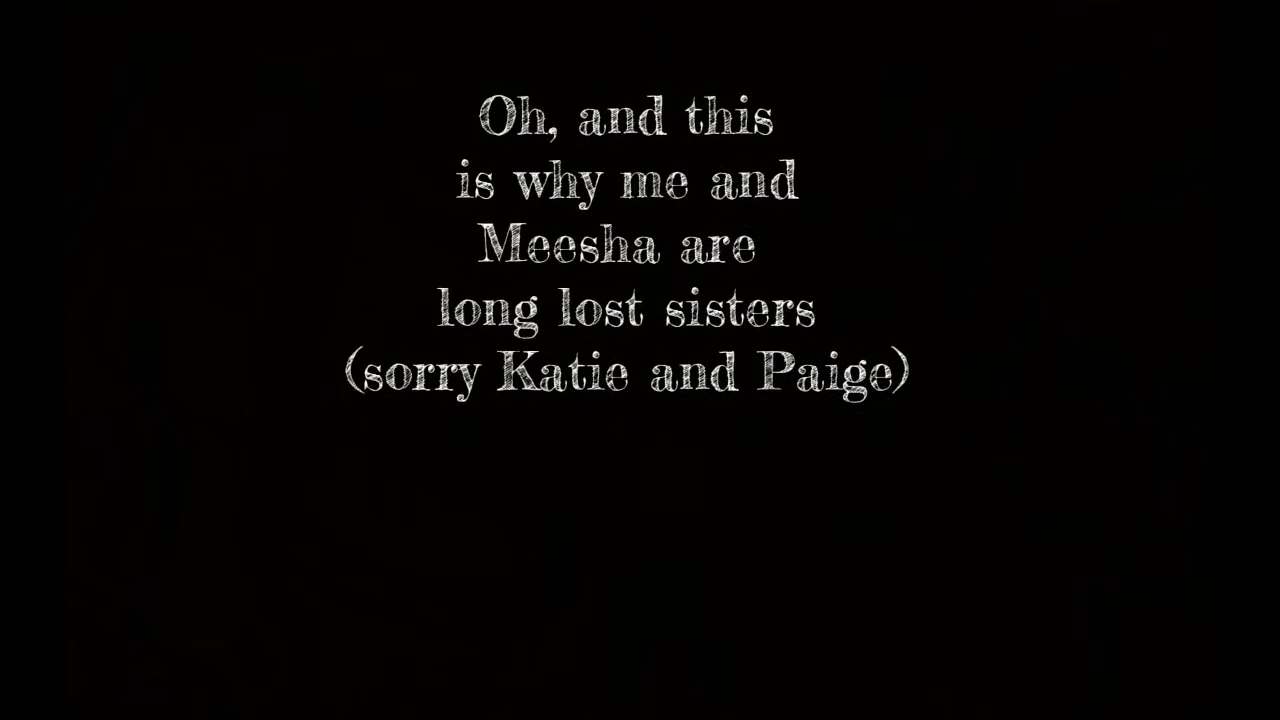 Oh, and this
is why me and
Meesha are
long lost sisters
(sorry Katie and Paige)